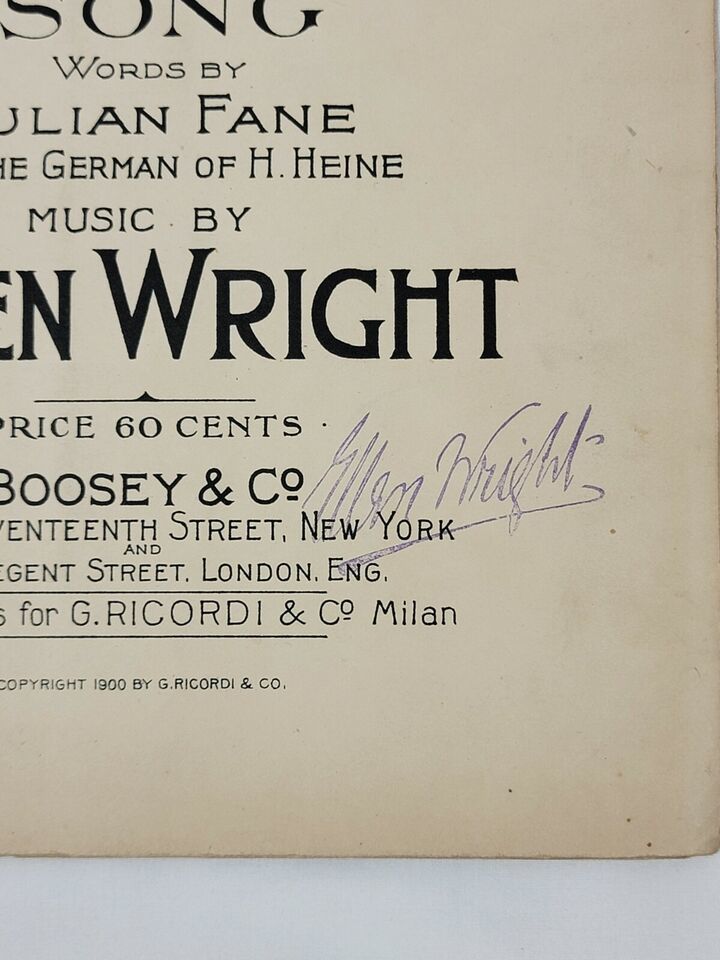 SONG
WORDS BY
ULIAN FANE
HE GERMAN OF H. HEINE
MUSIC BY
EN WRIGHT
PRICE 60 CENTS ·
BOOSEY & Cº
VENTEENTH STREET, NEW YORK
AND
EGENT STREET. LONDON, ENG.
s for G. RICORDI & Cº Milan
COPYRIGHT 1900 BY G. RICORDI & CO.
Ellen Wright